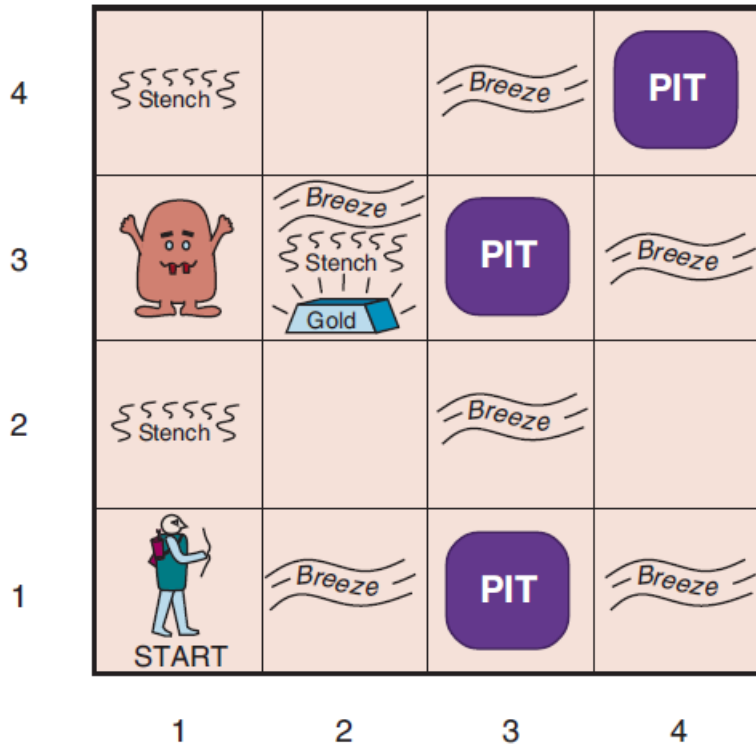 4
Stench
Breeze
PIT
3
Breeze
Stench
Gold
PIT
Breeze
2
Stench
Breeze
1
START
Breeze
PIT
Breeze
1 2 3 4